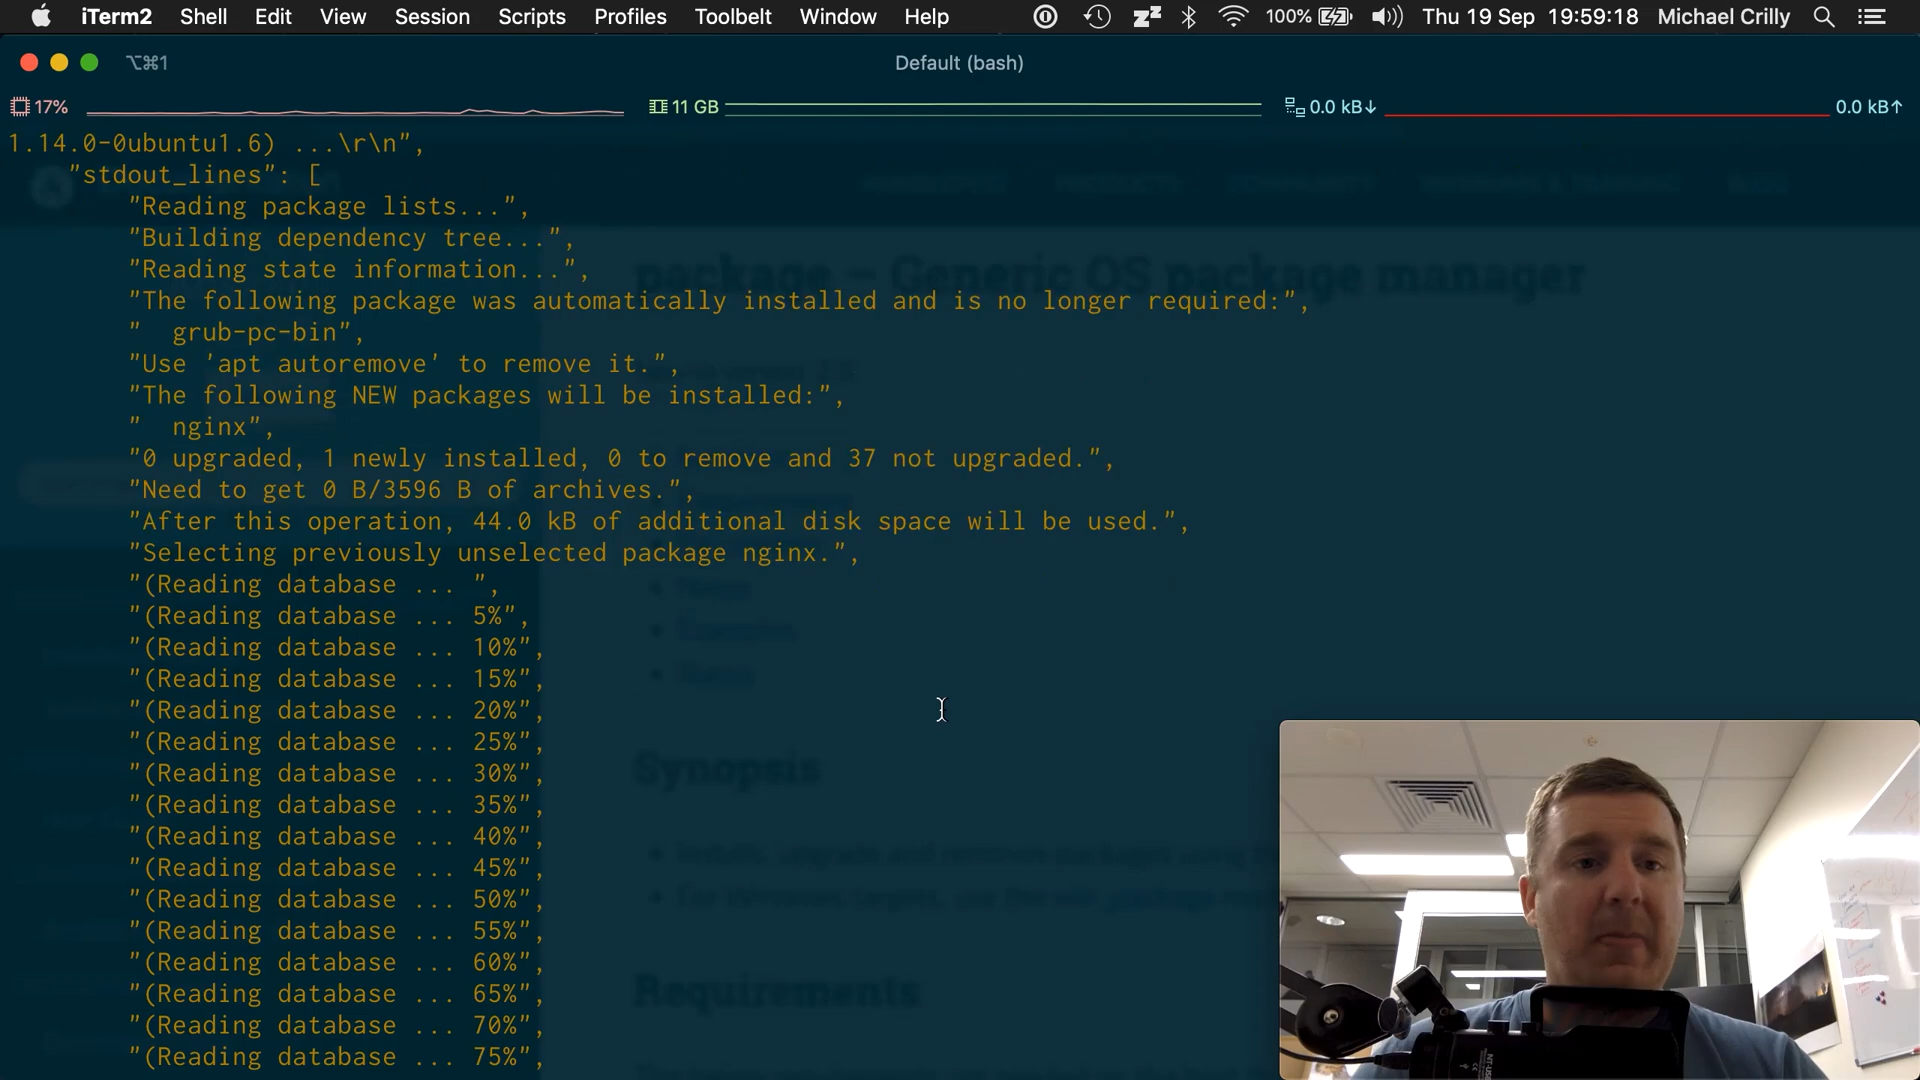 iTerm2 Shell Edit View Session Scripts Profiles Toolbelt Window Help 100% Thu 19 Sep 19:59:18 Michael Crilly
⌥⌘1 Default (bash)
17% 11 GB 0.0 kB↓ 0.0 kB↑
1.14.0-0ubuntu1.6) ...\r\n",
"stdout_lines": [
"Reading package lists...",
"Building dependency tree...",
"Reading state information...",
"The following package was automatically installed and is no longer required:",
"  grub-pc-bin",
"Use 'apt autoremove' to remove it.",
"The following NEW packages will be installed:",
"  nginx",
"0 upgraded, 1 newly installed, 0 to remove and 37 not upgraded.",
"Need to get 0 B/3596 B of archives.",
"After this operation, 44.0 kB of additional disk space will be used.",
"Selecting previously unselected package nginx.",
"(Reading database ... ",
"(Reading database ... 5%",
"(Reading database ... 10%",
"(Reading database ... 15%",
"(Reading database ... 20%",
"(Reading database ... 25%",
"(Reading database ... 30%",
"(Reading database ... 35%",
"(Reading database ... 40%",
"(Reading database ... 45%",
"(Reading database ... 50%",
"(Reading database ... 55%",
"(Reading database ... 60%",
"(Reading database ... 65%",
"(Reading database ... 70%",
"(Reading database ... 75%",
package – Generic OS package manager
Synopsis
Requirements